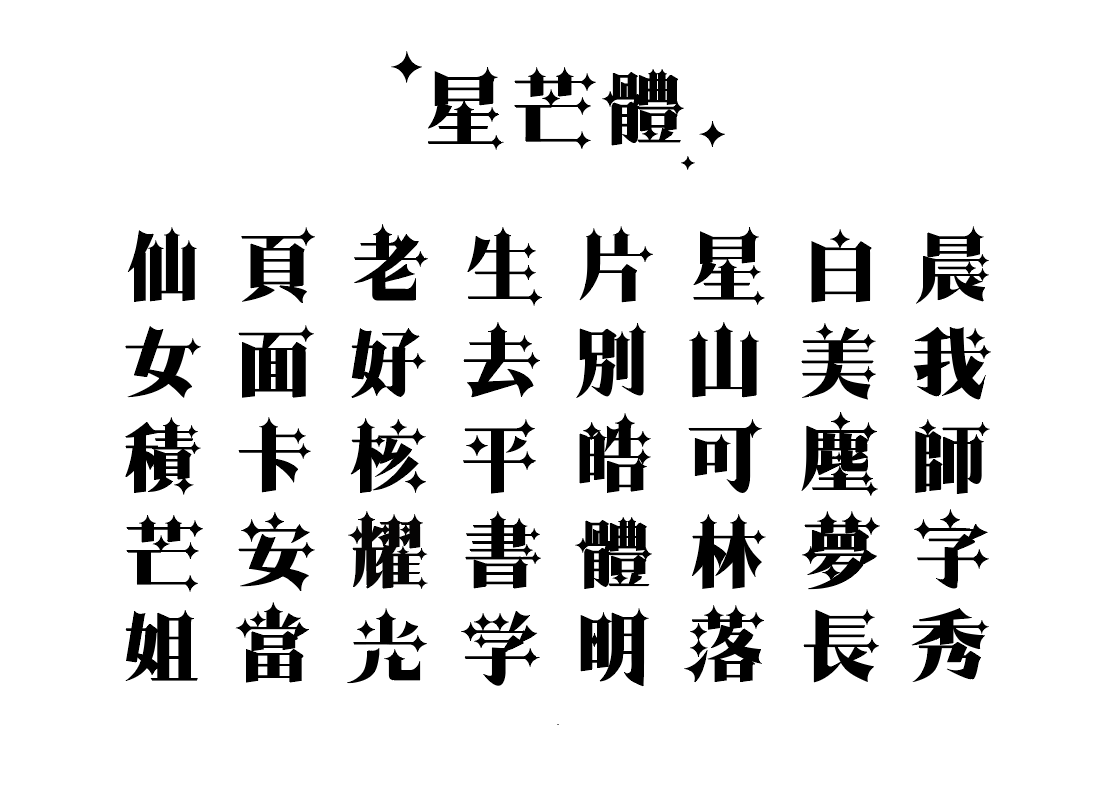 星芒體
仙頁老生片星白晨
女面好去別山美我
積卡核平皓可塵師
芒安耀書體林夢字
姐當光学明落長秀